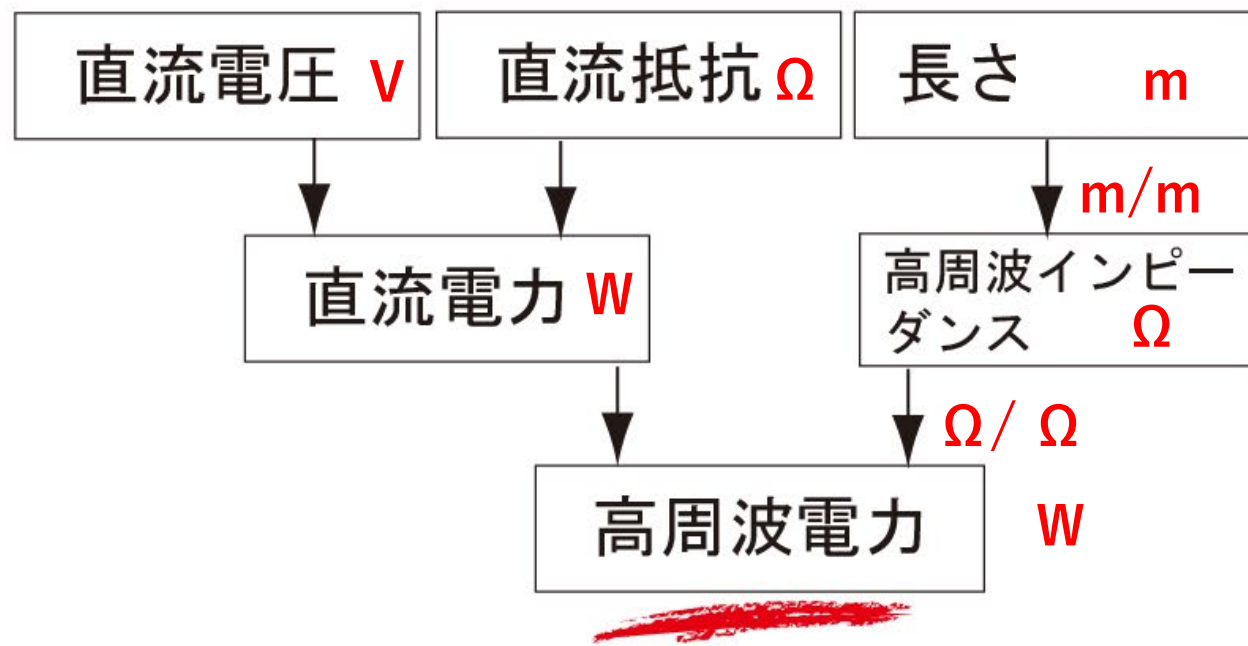 直流電圧 V
直流抵抗 Ω
長さ m
m/m
直流電力 W
高周波インピー
ダンス Ω
Ω/ Ω
高周波電力 W